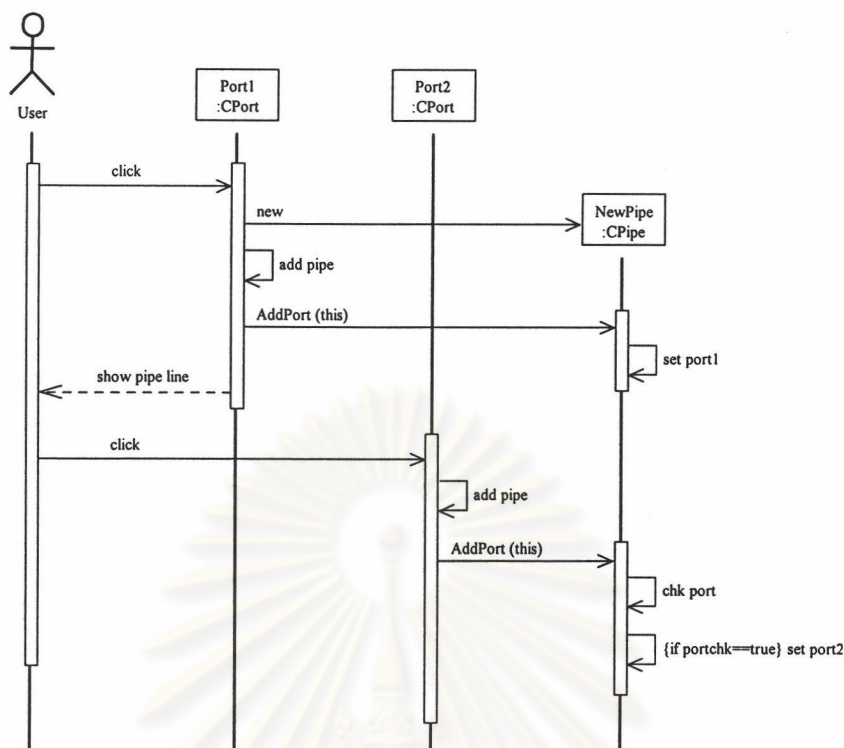 User
Port1
:CPort
Port2
:CPort
click
new
NewPipe
:CPipe
add pipe
AddPort (this)
set port1
show pipe line
click
add pipe
AddPort (this)
chk port
{if portchk==true} set port2